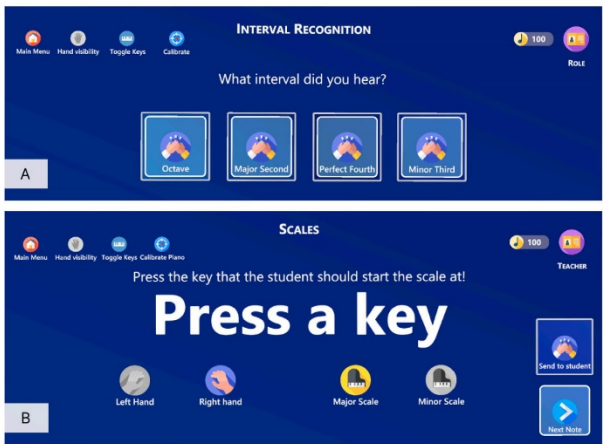 INTERVAL RECOGNITION
Main Menu Hand visibility Toggle Keys Calibrate
100
ROLE
What interval did you hear?
Octave Major Second Perfect Fourth Minor Third
A
SCALES
Main Menu Hand visibility Toggle Keys Calibrate Piano
100
TEACHER
Press the key that the student should start the scale at!
Press a key
Send to student
Left Hand Right hand Major Scale Minor Scale
B
Next Note